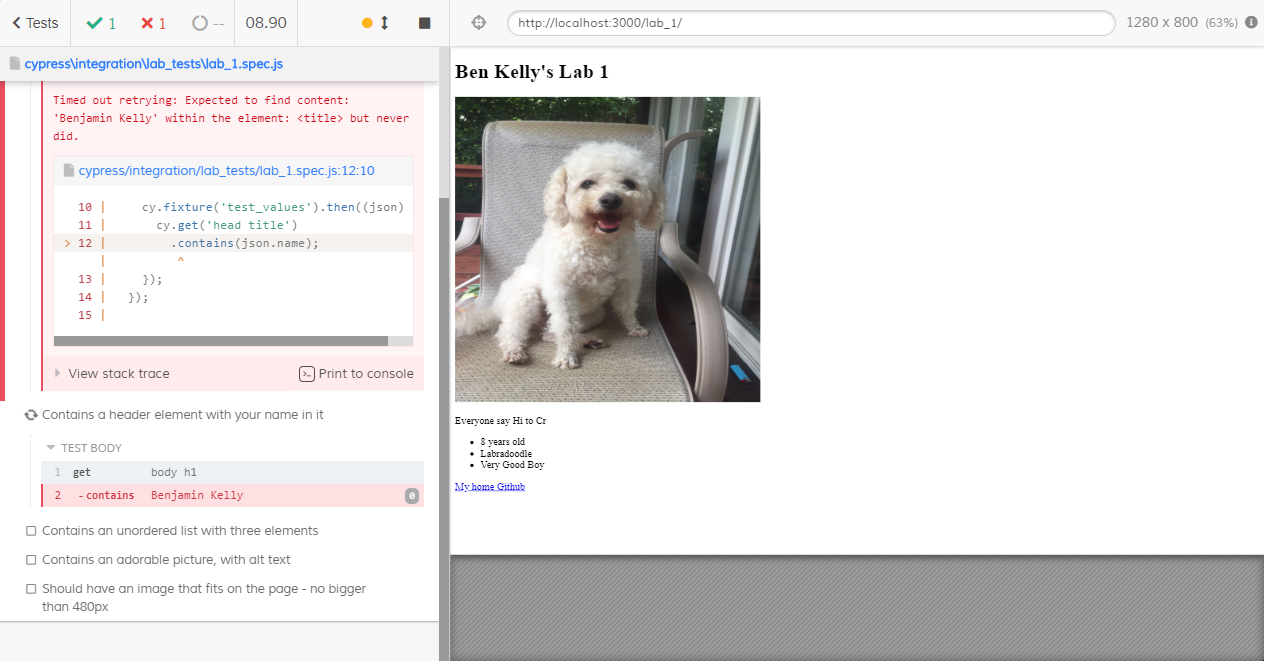 Tests
1
1
--
08.90
http://localhost:3000/lab_1/
1280 x 800 (63%)
cypress\integration\lab_tests\lab_1.spec.js
Timed out retrying: Expected to find content:
'Benjamin Kelly' within the element: <title> but never
did.
cypress/integration/lab_tests/lab_1.spec.js:12:10
10 | cy.fixture('test_values').then((json)
11 | cy.get('head title')
> 12 | .contains(json.name);
| ^
13 | });
14 | });
15 |
View stack trace
Print to console
Contains a header element with your name in it
TEST BODY
1 get body h1
2 -contains Benjamin Kelly 0
Contains an unordered list with three elements
Contains an adorable picture, with alt text
Should have an image that fits on the page - no bigger
than 480px
Ben Kelly's Lab 1
Everyone say Hi to Cr
8 years old
Labradoodle
Very Good Boy
My home Github